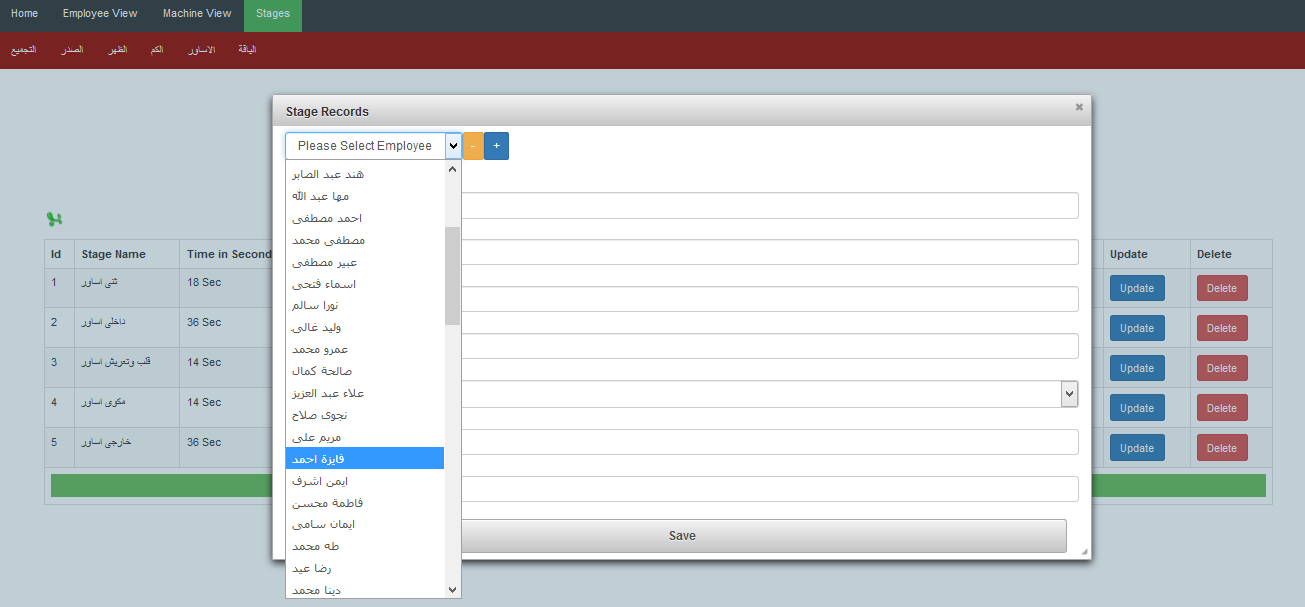 Home Employee View Machine View Stages
التجميع الصدر الظهر الكم الاساور الياقة
Stage Records
Please Select Employee - +
هند عبد الصابر
مها عبد الله
احمد مصطفى
مصطفى محمد
عبير مصطفى
اسماء فتحى
نورا سالم
وليد غالى
عمرو محمد
صالحة كمال
علاء عبد العزيز
نجوى صلاح
مريم على
فايزة احمد
ايمن اشرف
فاطمة محسن
ايمان سامى
طه محمد
رضا عيد
دينا محمد
Save
Id Stage Name Time in Second Update Delete
1 ثنى اساور 18 Sec Update Delete
2 داخلى اساور 36 Sec Update Delete
3 قلب وتعريش اساور 14 Sec Update Delete
4 مكوى اساور 14 Sec Update Delete
5 خارجى اساور 36 Sec Update Delete